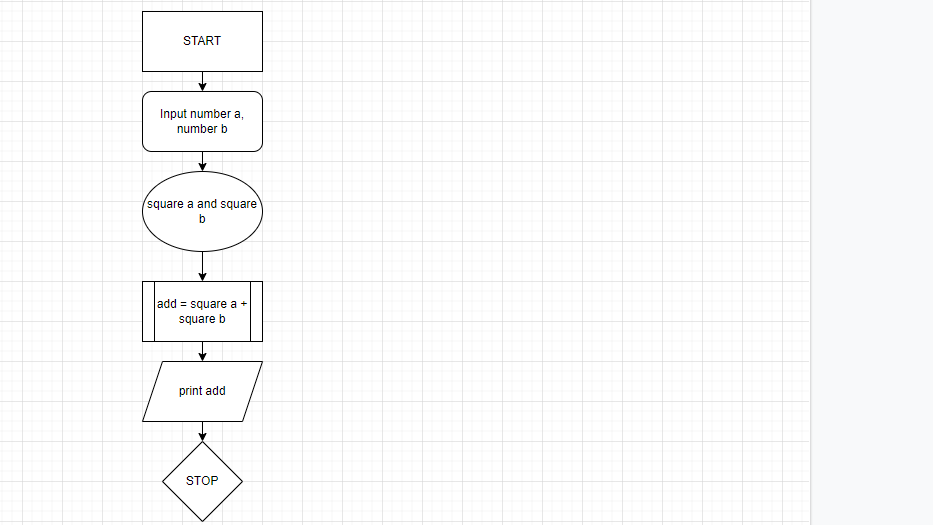 START
Input number a,
number b
square a and square
b
add = square a +
square b
print add
STOP